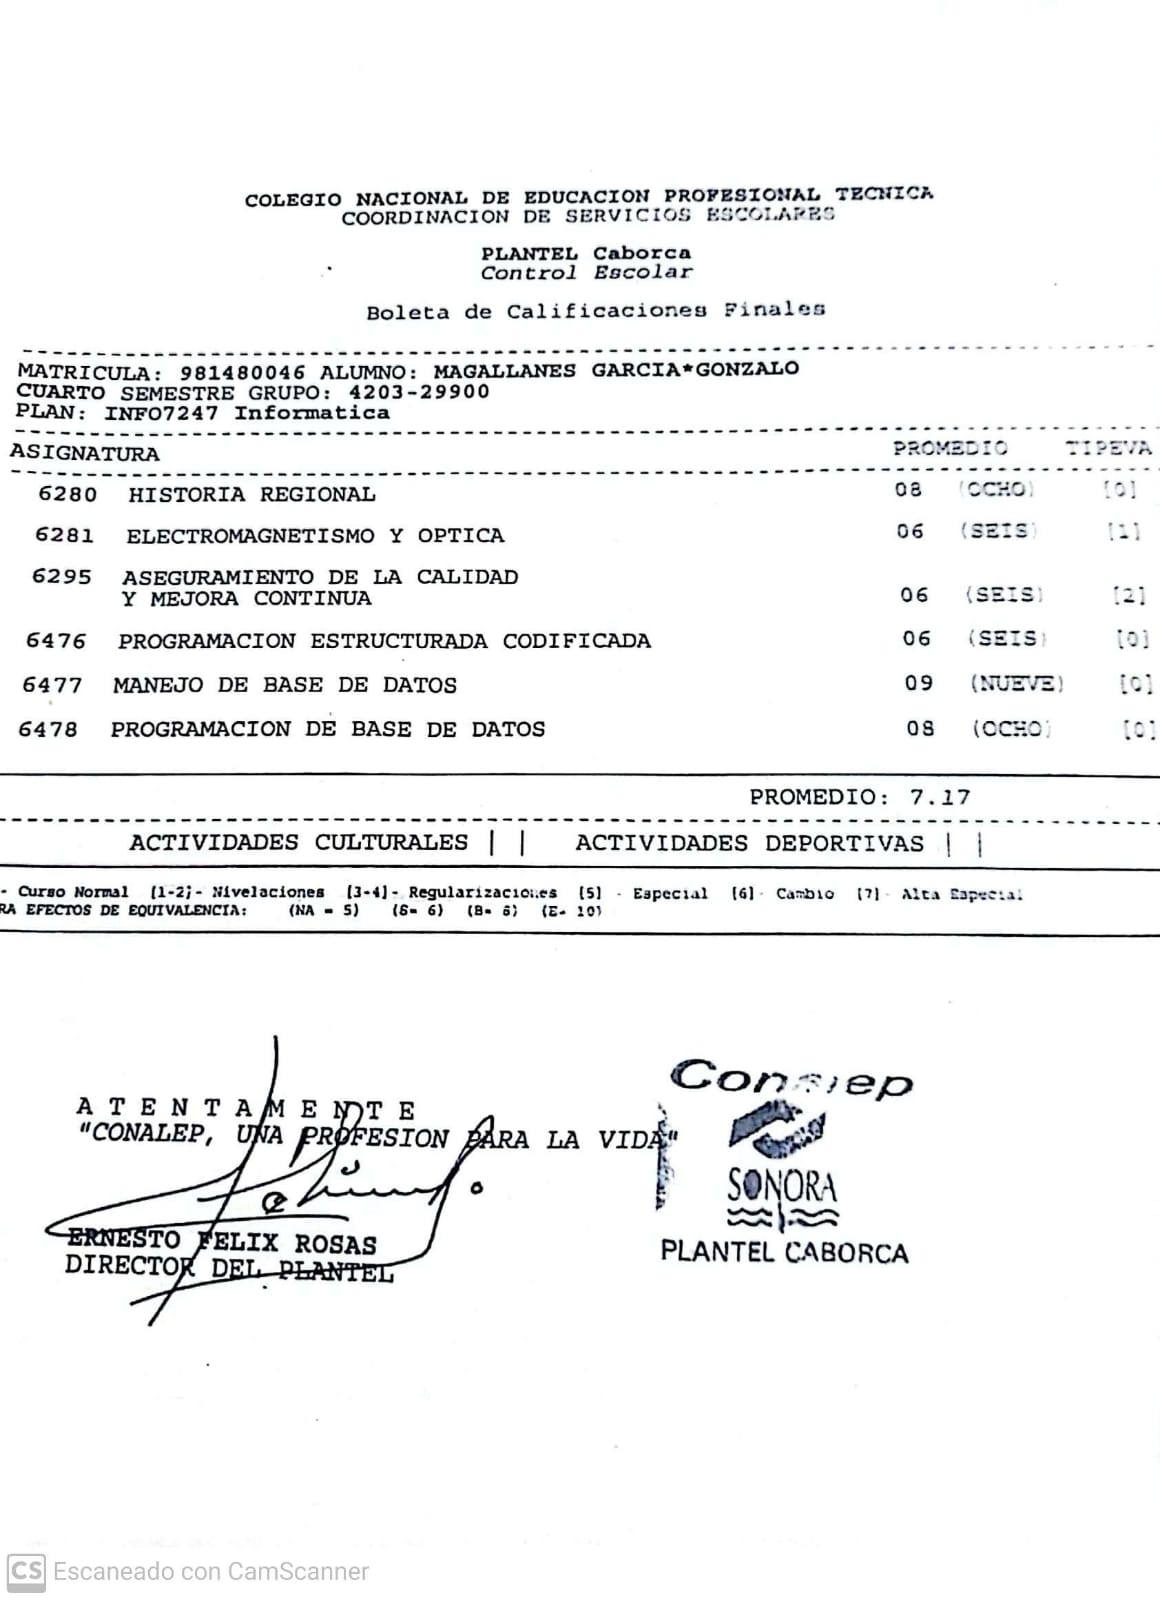 COLEGIO NACIONAL DE EDUCACION PROFESIONAL TECNICA
COORDINACION DE SERVICIOS ESCOLARES
PLANTEL Caborca
Control Escolar
Boleta de Calificaciones Finales
MATRICULA: 981480046 ALUMNO: MAGALLANES GARCIA*GONZALO
CUARTO SEMESTRE GRUPO: 4203-29900
PLAN: INFO7247 Informatica
ASIGNATURA PROMEDIO TIPEVA
6280 HISTORIA REGIONAL 08 (OCHO) [0]
6281 ELECTROMAGNETISMO Y OPTICA 06 (SEIS) [1]
6295 ASEGURAMIENTO DE LA CALIDAD
Y MEJORA CONTINUA 06 (SEIS) [2]
6476 PROGRAMACION ESTRUCTURADA CODIFICADA 06 (SEIS) [0]
6477 MANEJO DE BASE DE DATOS 09 (NUEVE) [0]
6478 PROGRAMACION DE BASE DE DATOS 08 (OCHO) [0]
PROMEDIO: 7.17
ACTIVIDADES CULTURALES | | ACTIVIDADES DEPORTIVAS | |
- Curso Normal [1-2]- Nivelaciones [3-4]- Regularizaciones [5] - Especial [6]- Cambio [7]- Alta Especial
RA EFECTOS DE EQUIVALENCIA: (NA = 5) (S= 6) (B= 8) (E= 10)
A T E N T A M E N T E
"CONALEP, UNA PROFESION PARA LA VIDA"
ERNESTO FELIX ROSAS
DIRECTOR DEL PLANTEL
Conalep
SONORA
PLANTEL CABORCA
CS Escaneado con CamScanner